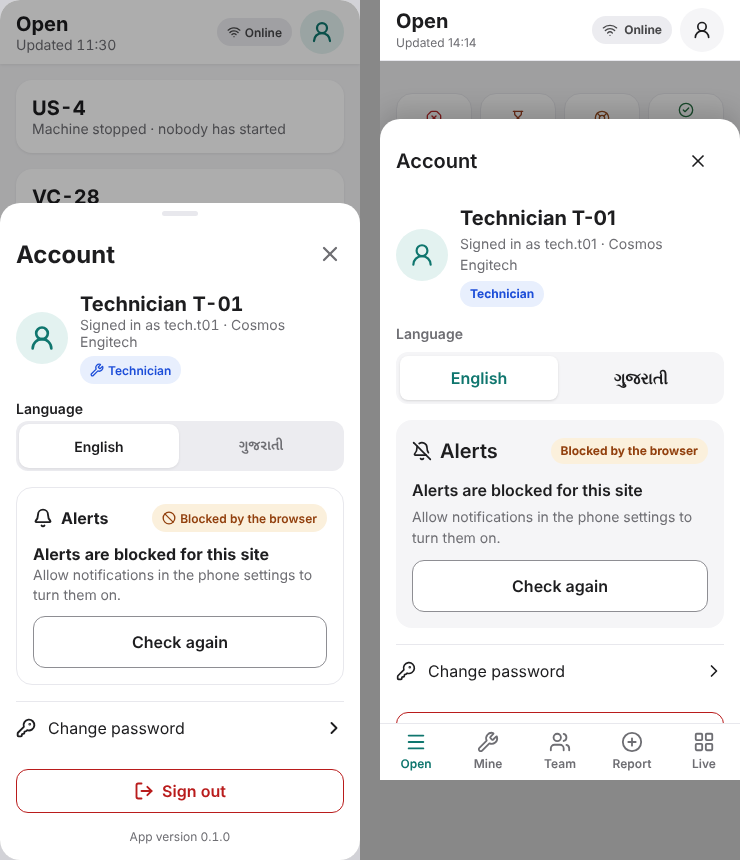 Open
Updated 11:30
Online
US-4
Machine stopped · nobody has started
VC-28
Account
Technician T-01
Signed in as tech.t01 · Cosmos
Engitech
Technician
Language
English
ગુજરાતી
Alerts
Blocked by the browser
Alerts are blocked for this site
Allow notifications in the phone settings to
turn them on.
Check again
Change password
Sign out
App version 0.1.0
Open
Updated 14:14
Online
Account
Technician T-01
Signed in as tech.t01 · Cosmos
Engitech
Technician
Language
English
ગુજરાતી
Alerts
Blocked by the browser
Alerts are blocked for this site
Allow notifications in the phone settings to
turn them on.
Check again
Change password
Open
Mine
Team
Report
Live